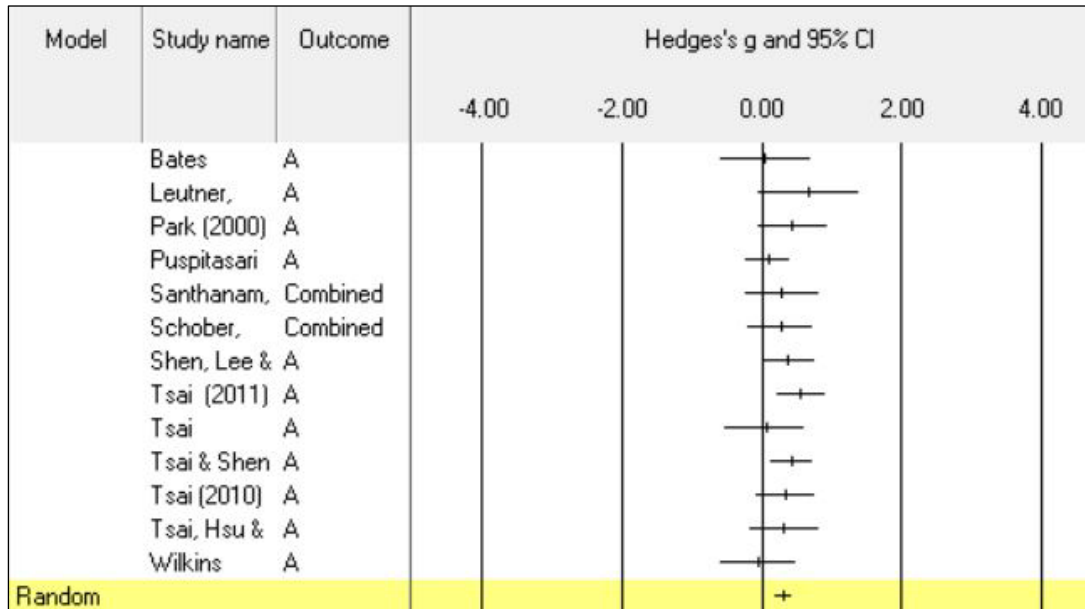 Model Study name Outcome Hedges's g and 95% CI
-4.00 -2.00 0.00 2.00 4.00
Bates A
Leutner, A
Park (2000) A
Puspitasari A
Santhanam, Combined
Schober, Combined
Shen, Lee & A
Tsai (2011) A
Tsai A
Tsai & Shen A
Tsai (2010) A
Tsai, Hsu & A
Wilkins A
Random